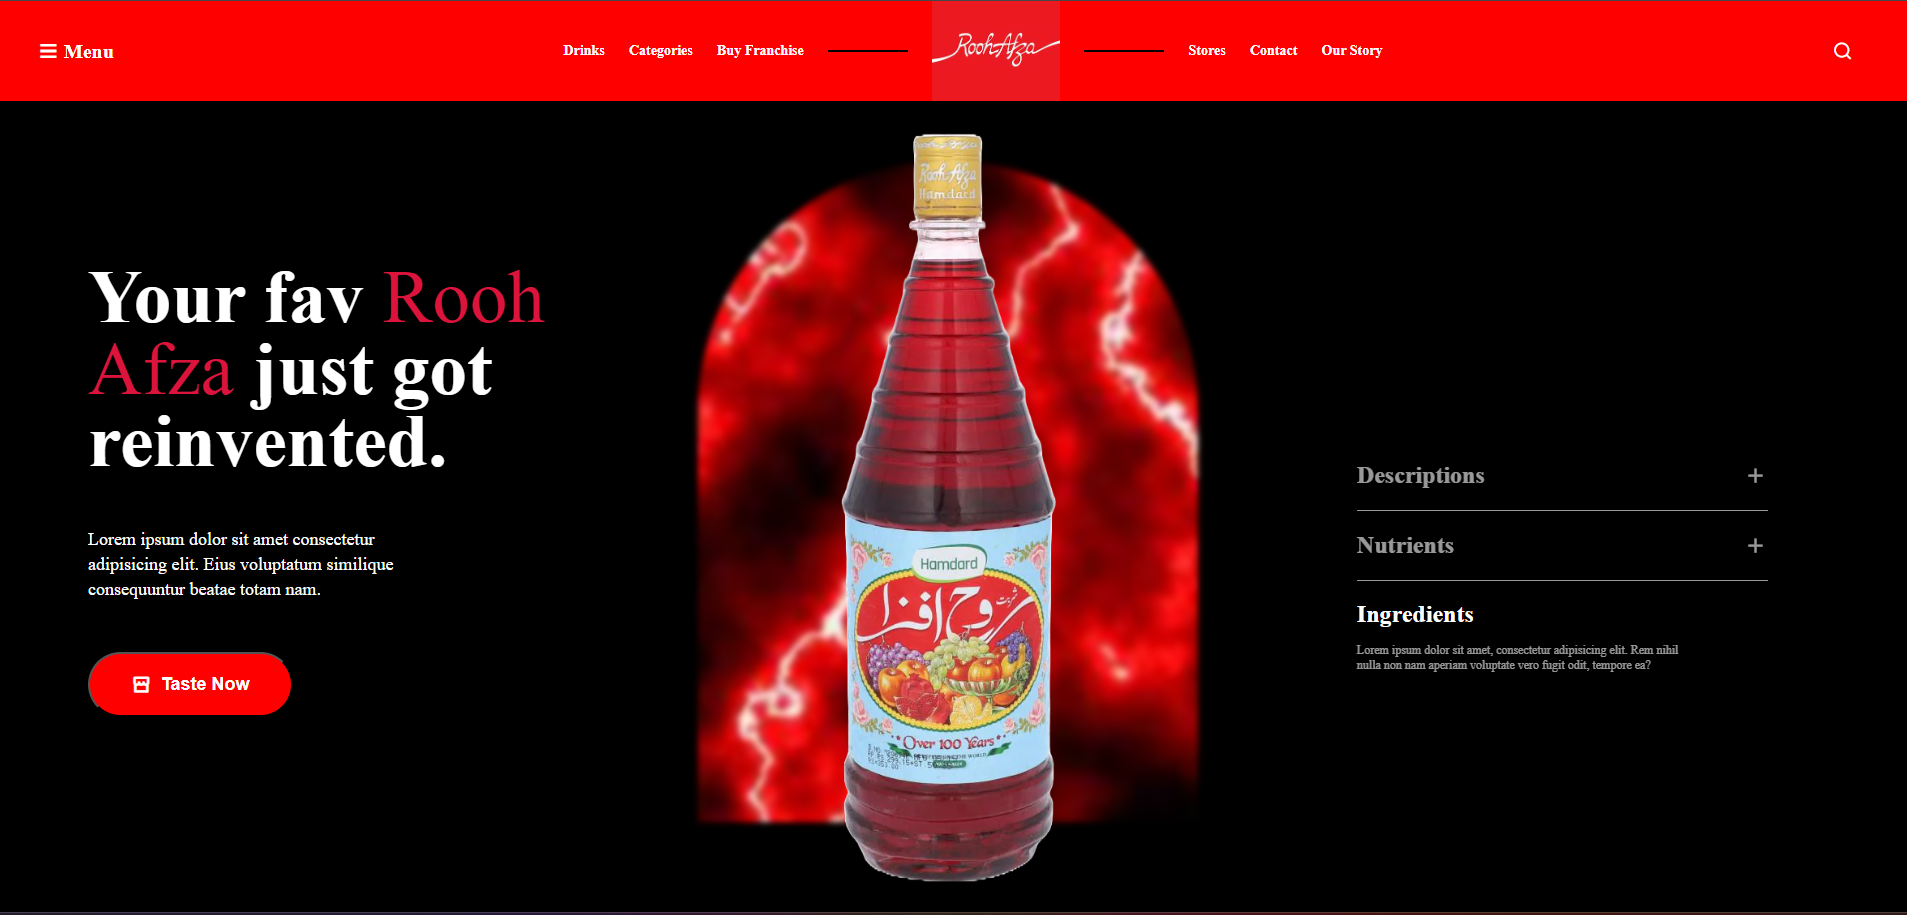 Menu
Drinks Categories Buy Franchise
Rooh Afza
Stores Contact Our Story
Your fav Rooh
Afza just got
reinvented.
Lorem ipsum dolor sit amet consectetur
adipisicing elit. Eius voluptatum similique
consequuntur beatae totam nam.
Taste Now
Rooh Afza
Hamdard
Hamdard
شربت
روح افزا
Over 100 Years
Descriptions
Nutrients
Ingredients
Lorem ipsum dolor sit amet, consectetur adipisicing elit. Rem nihil
nulla non nam aperiam voluptate vero fugit odit, tempore ea?